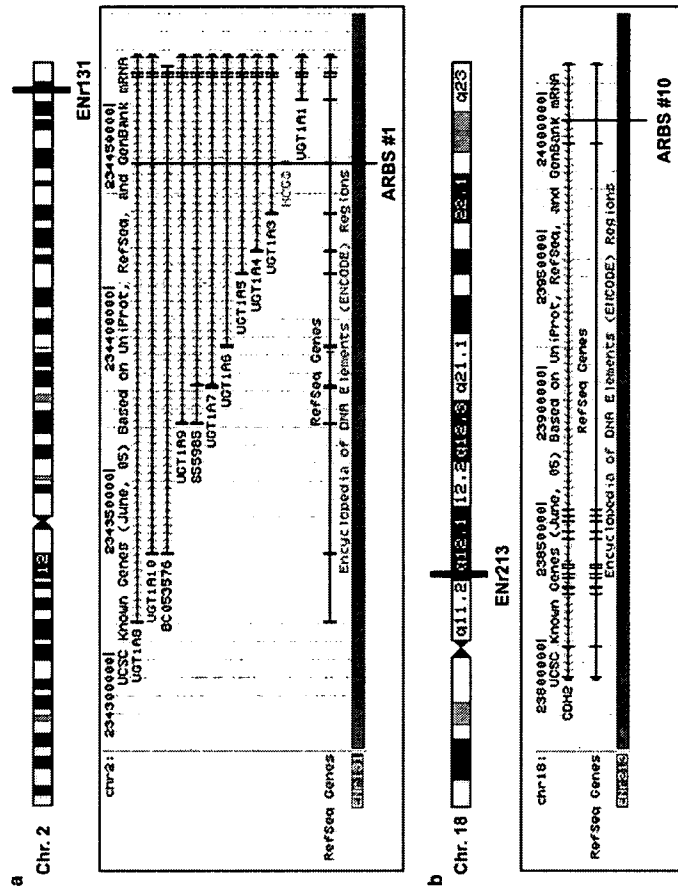 a
Chr. 2
12
ENr131
chr2: 234300000| 234350000| 234400000| 234450000|
UCSC Known Genes (June, 05) Based on UniProt, RefSeq, and GenBank mRNA
UGT1A8
UGT1A10
BC053576
UGT1A9
S55985
UGT1A7
UGT1A6
UGT1A5
UGT1A4
UGT1A3
UGT1A1
RefSeq Genes
RefSeq Genes
Encyclopedia of DNA Elements (ENCODE) Regions
ARBS #1
b
Chr. 18
q11.2 q12.1 12.2 q12.3 q21.1 22.1 q23
ENr213
chr18: 23800000| 23850000| 23900000| 23950000| 24000000|
UCSC Known Genes (June, 05) Based on UniProt, RefSeq, and GenBank mRNA
CDH2
RefSeq Genes
RefSeq Genes
Encyclopedia of DNA Elements (ENCODE) Regions
ENr213
ARBS #10